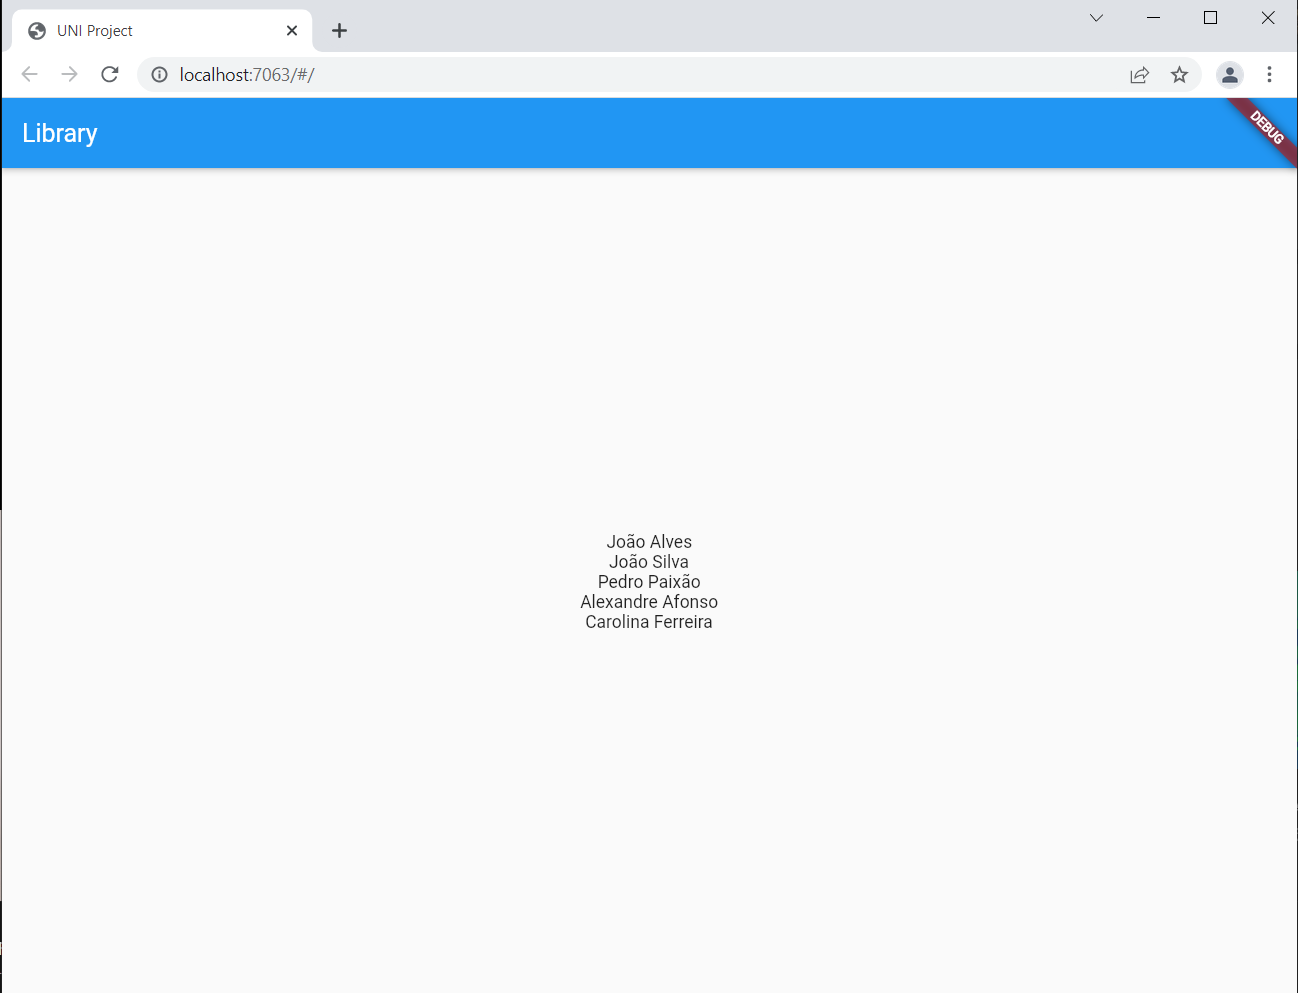 UNI Project
localhost:7063/#/
Library
DEBUG
João Alves
João Silva
Pedro Paixão
Alexandre Afonso
Carolina Ferreira